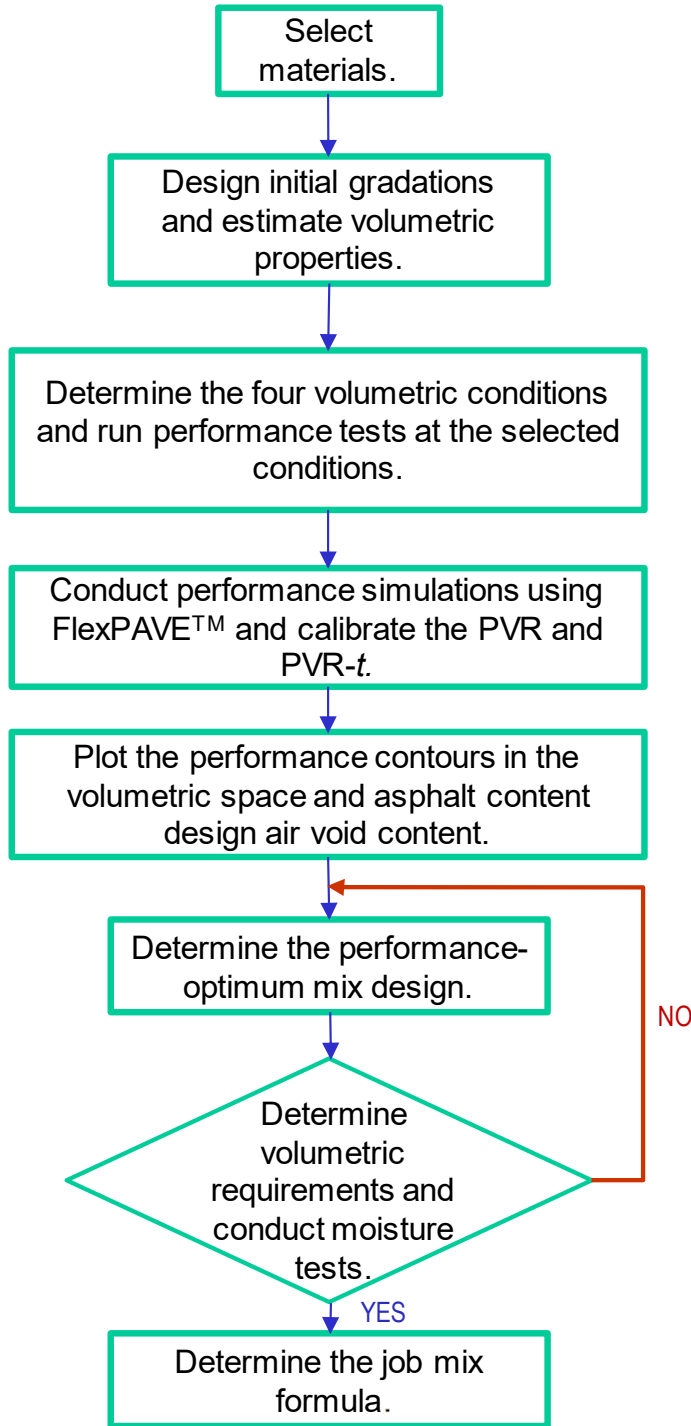 Select
materials.
Design initial gradations
and estimate volumetric
properties.
Determine the four volumetric conditions
and run performance tests at the selected
conditions.
Conduct performance simulations using
FlexPAVE™ and calibrate the PVR and
PVR-t.
Plot the performance contours in the
volumetric space and asphalt content
design air void content.
Determine the performance-
optimum mix design.
NO
Determine
volumetric
requirements and
conduct moisture
tests.
YES
Determine the job mix
formula.